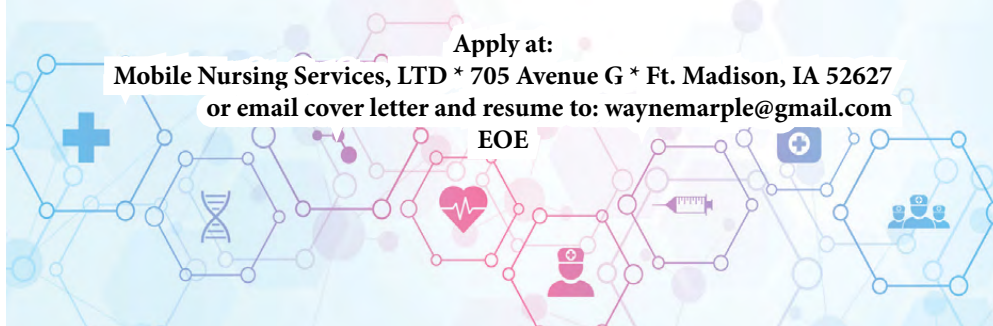 Apply at:
Mobile Nursing Services, LTD * 705 Avenue G * Ft. Madison, IA 52627
or email cover letter and resume to: waynemarple@gmail.com
EOE